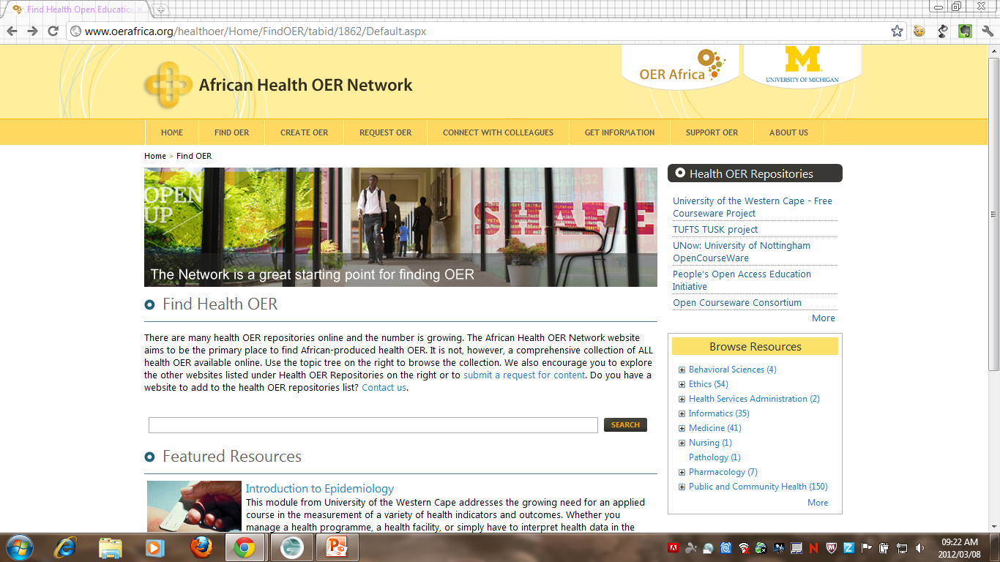 Find Health Open Educatio
www.oerafrica.org/healthoer/Home/FindOER/tabid/1862/Default.aspx
African Health OER Network
OER Africa
M
UNIVERSITY OF MICHIGAN
HOME
FIND OER
CREATE OER
REQUEST OER
CONNECT WITH COLLEAGUES
GET INFORMATION
SUPPORT OER
ABOUT US
Home > Find OER
OPEN
UP
SHARE
The Network is a great starting point for finding OER
Find Health OER
There are many health OER repositories online and the number is growing. The African Health OER Network website
aims to be the primary place to find African-produced health OER. It is not, however, a comprehensive collection of ALL
health OER available online. Use the topic tree on the right to browse the collection. We also encourage you to explore
the other websites listed under Health OER Repositories on the right or to submit a request for content. Do you have a
website to add to the health OER repositories list? Contact us.
SEARCH
Featured Resources
Introduction to Epidemiology
This module from University of the Western Cape addresses the growing need for an applied
course in the measurement of a variety of health indicators and outcomes. Whether you
manage a health programme, a health facility, or simply have to interpret health data in the
Health OER Repositories
University of the Western Cape - Free
Courseware Project
TUFTS TUSK project
UNow: University of Nottingham
OpenCourseWare
People's Open Access Education
Initiative
Open Courseware Consortium
More
Browse Resources
Behavioral Sciences (4)
Ethics (54)
Health Services Administration (2)
Informatics (35)
Medicine (41)
Nursing (1)
Pathology (1)
Pharmacology (7)
Public and Community Health (150)
More
09:22 AM
2012/03/08